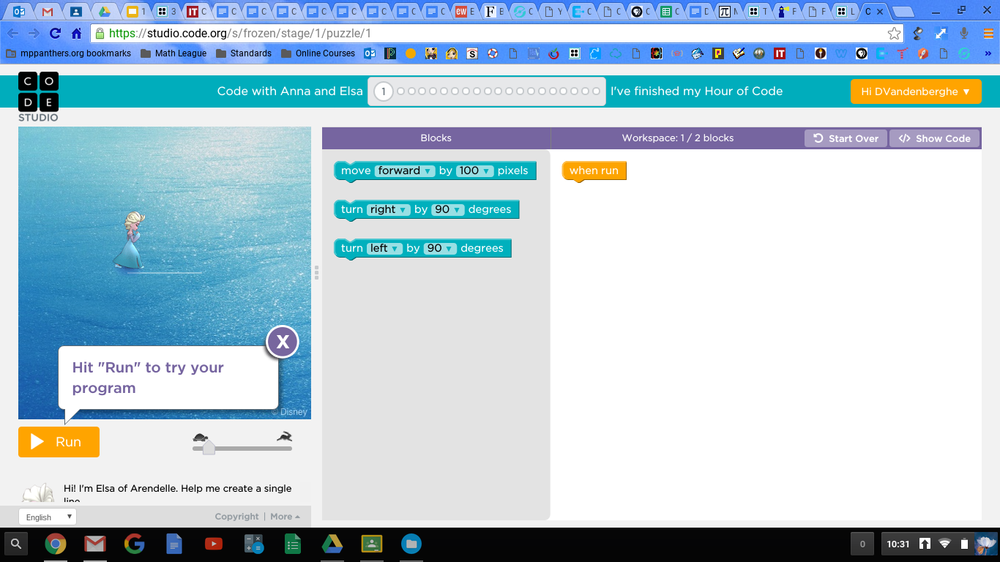 1 3 C C C C C C C C C E B C Y Y C C D M T F F L C
https://studio.code.org/s/frozen/stage/1/puzzle/1
mppanthers.org bookmarks Math League Standards Online Courses
CODE
STUDIO
Code with Anna and Elsa 1 I've finished my Hour of Code Hi DVandenberghe
Blocks Workspace: 1 / 2 blocks Start Over Show Code
move forward by 100 pixels
when run
turn right by 90 degrees
turn left by 90 degrees
X
Hit "Run" to try your
program
© Disney
Run
Hi! I'm Elsa of Arendelle. Help me create a single
English Copyright | More
0 10:31